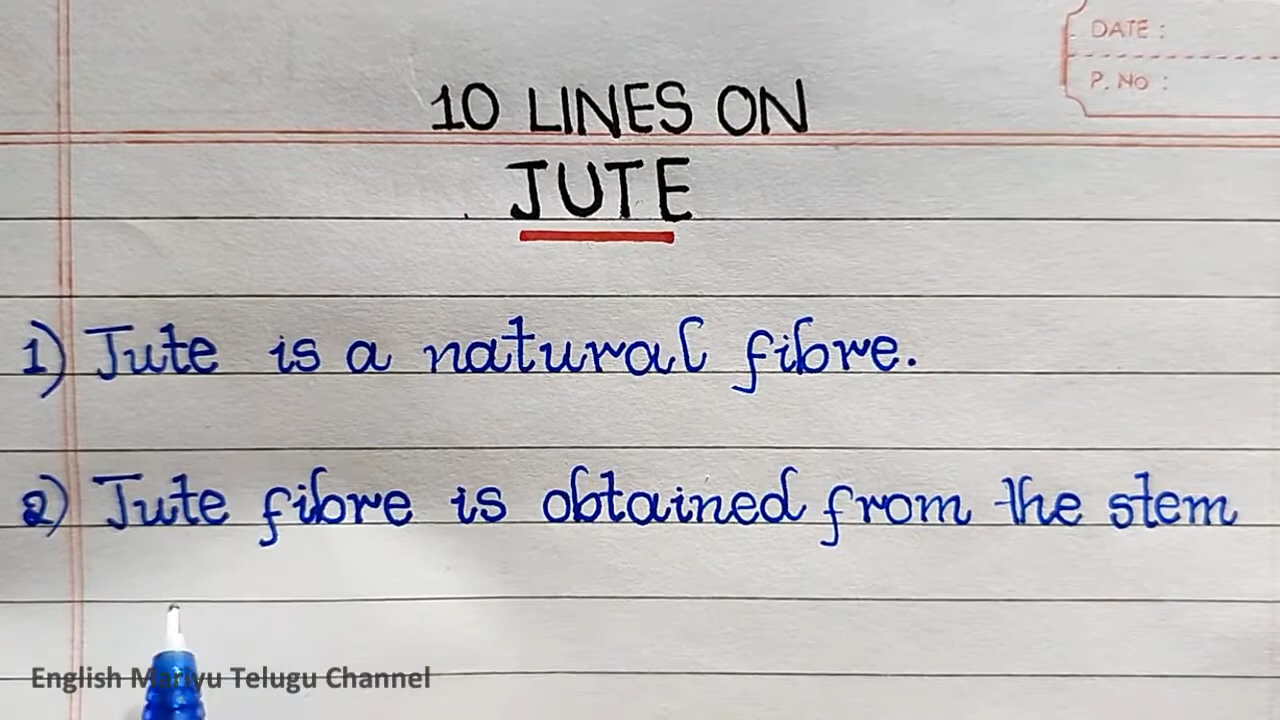 DATE :
P. No :
10 LINES ON
JUTE
1) Jute is a natural fibre.
2) Jute fibre is obtained from the stem
English Mariyu Telugu Channel